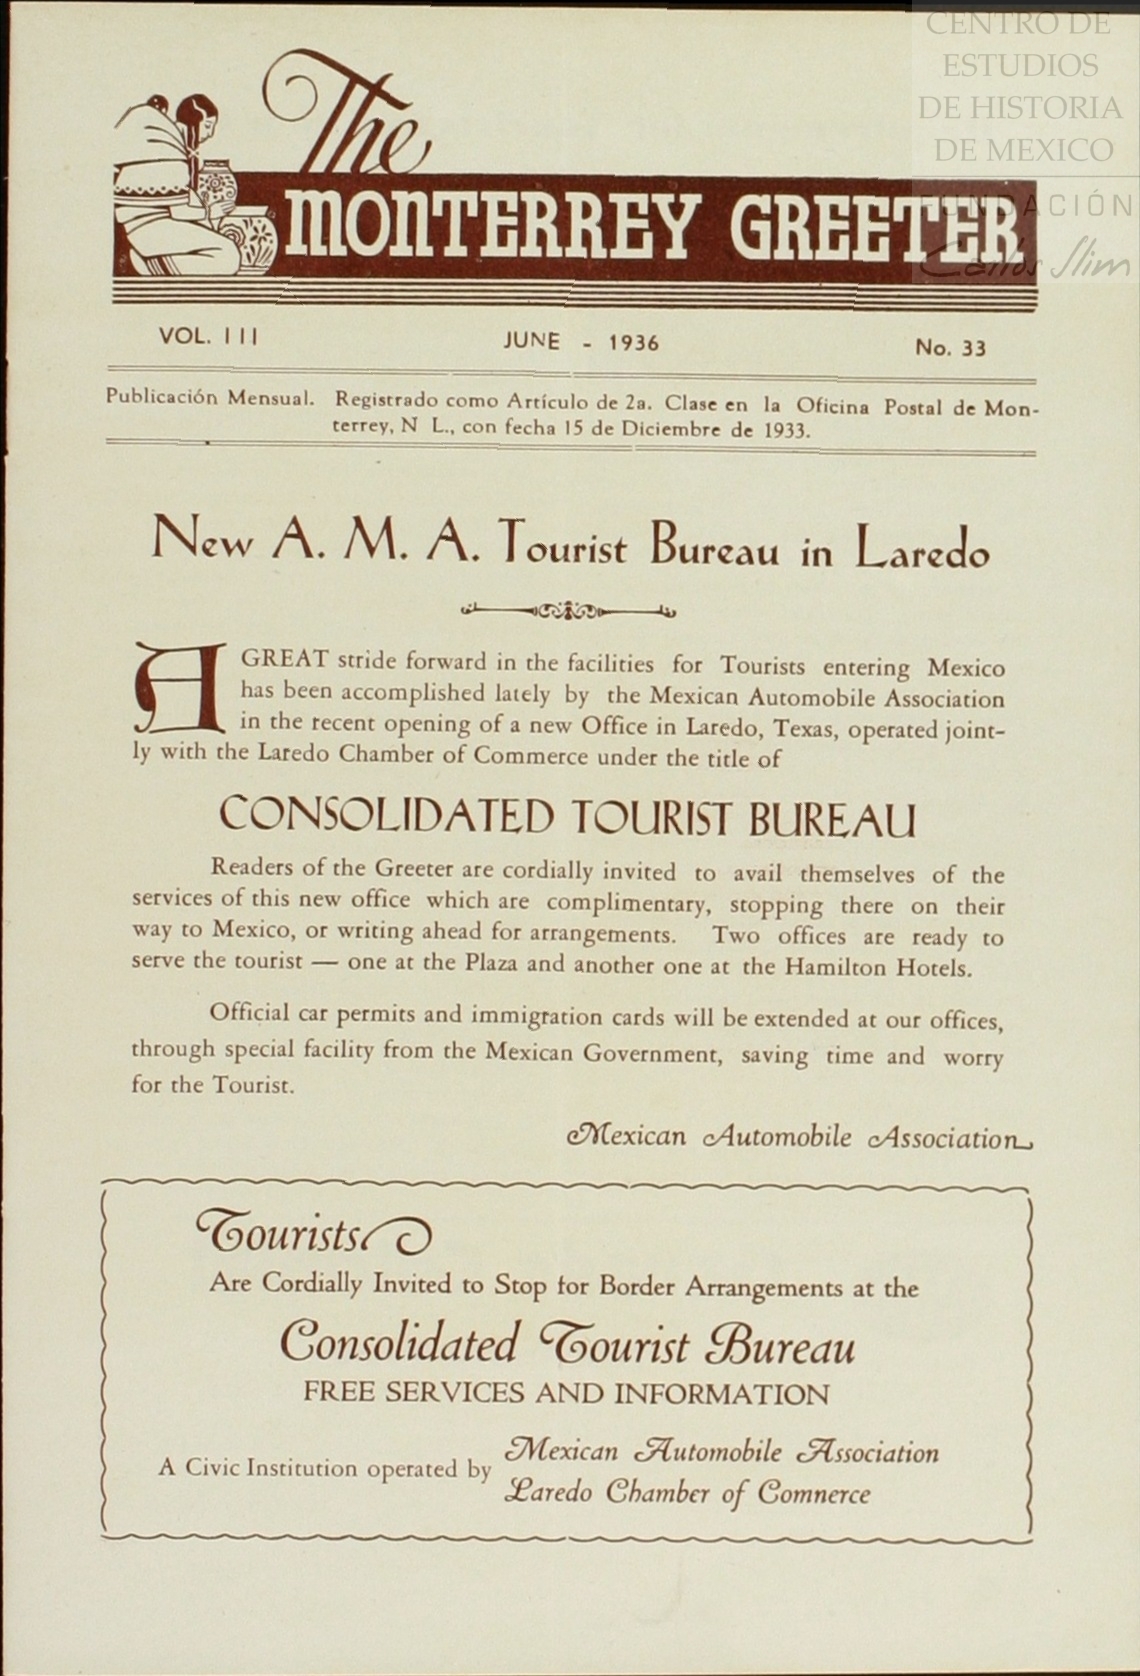 CENTRO DE
ESTUDIOS
DE HISTORIA
DE MEXICO
FUNDACIÓN
Carlos Slim
The
MONTERREY GREETER
VOL. III JUNE - 1936 No. 33
Publicación Mensual. Registrado como Artículo de 2a. Clase en la Oficina Postal de Mon-
terrey, N L., con fecha 15 de Diciembre de 1933.
New A. M. A. Tourist Bureau in Laredo
A GREAT stride forward in the facilities for Tourists entering Mexico
has been accomplished lately by the Mexican Automobile Association
in the recent opening of a new Office in Laredo, Texas, operated joint-
ly with the Laredo Chamber of Commerce under the title of
CONSOLIDATED TOURIST BUREAU
Readers of the Greeter are cordially invited to avail themselves of the
services of this new office which are complimentary, stopping there on their
way to Mexico, or writing ahead for arrangements. Two offices are ready to
serve the tourist — one at the Plaza and another one at the Hamilton Hotels.
Official car permits and immigration cards will be extended at our offices,
through special facility from the Mexican Government, saving time and worry
for the Tourist.
Mexican Automobile Association
Tourists
Are Cordially Invited to Stop for Border Arrangements at the
Consolidated Tourist Bureau
FREE SERVICES AND INFORMATION
A Civic Institution operated by Mexican Automobile Association
Laredo Chamber of Comnerce